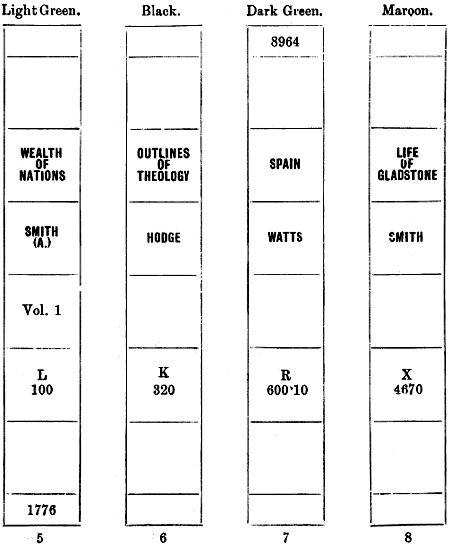 Light Green.
WEALTH
OF
NATIONS
SMITH
(A.)
Vol. 1
L
100
1776
5
Black.
OUTLINES
OF
THEOLOGY
HODGE
K
320
6
Dark Green.
8964
SPAIN
WATTS
R
600·10
7
Maroon.
LIFE
OF
GLADSTONE
SMITH
X
4670
8